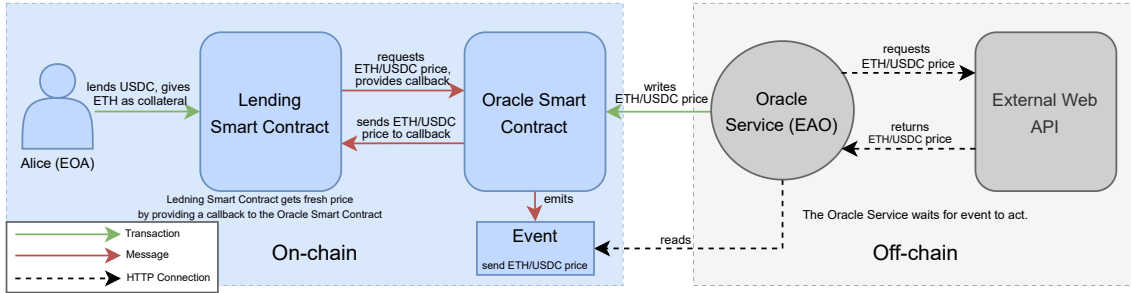 lends USDC, gives
ETH as collateral
Alice (EOA)
Lending
Smart Contract
requests
ETH/USDC price,
provides callback
sends ETH/USDC
price to callback
Oracle Smart
Contract
writes
ETH/USDC price
Oracle
Service (EAO)
requests
ETH/USDC price
returns
ETH/USDC price
External Web
API
Ledning Smart Contract gets fresh price
by providing a callback to the Oracle Smart Contract
emits
Event
send ETH/USDC price
reads
The Oracle Service waits for event to act.
Transaction
Message
HTTP Connection
On-chain
Off-chain